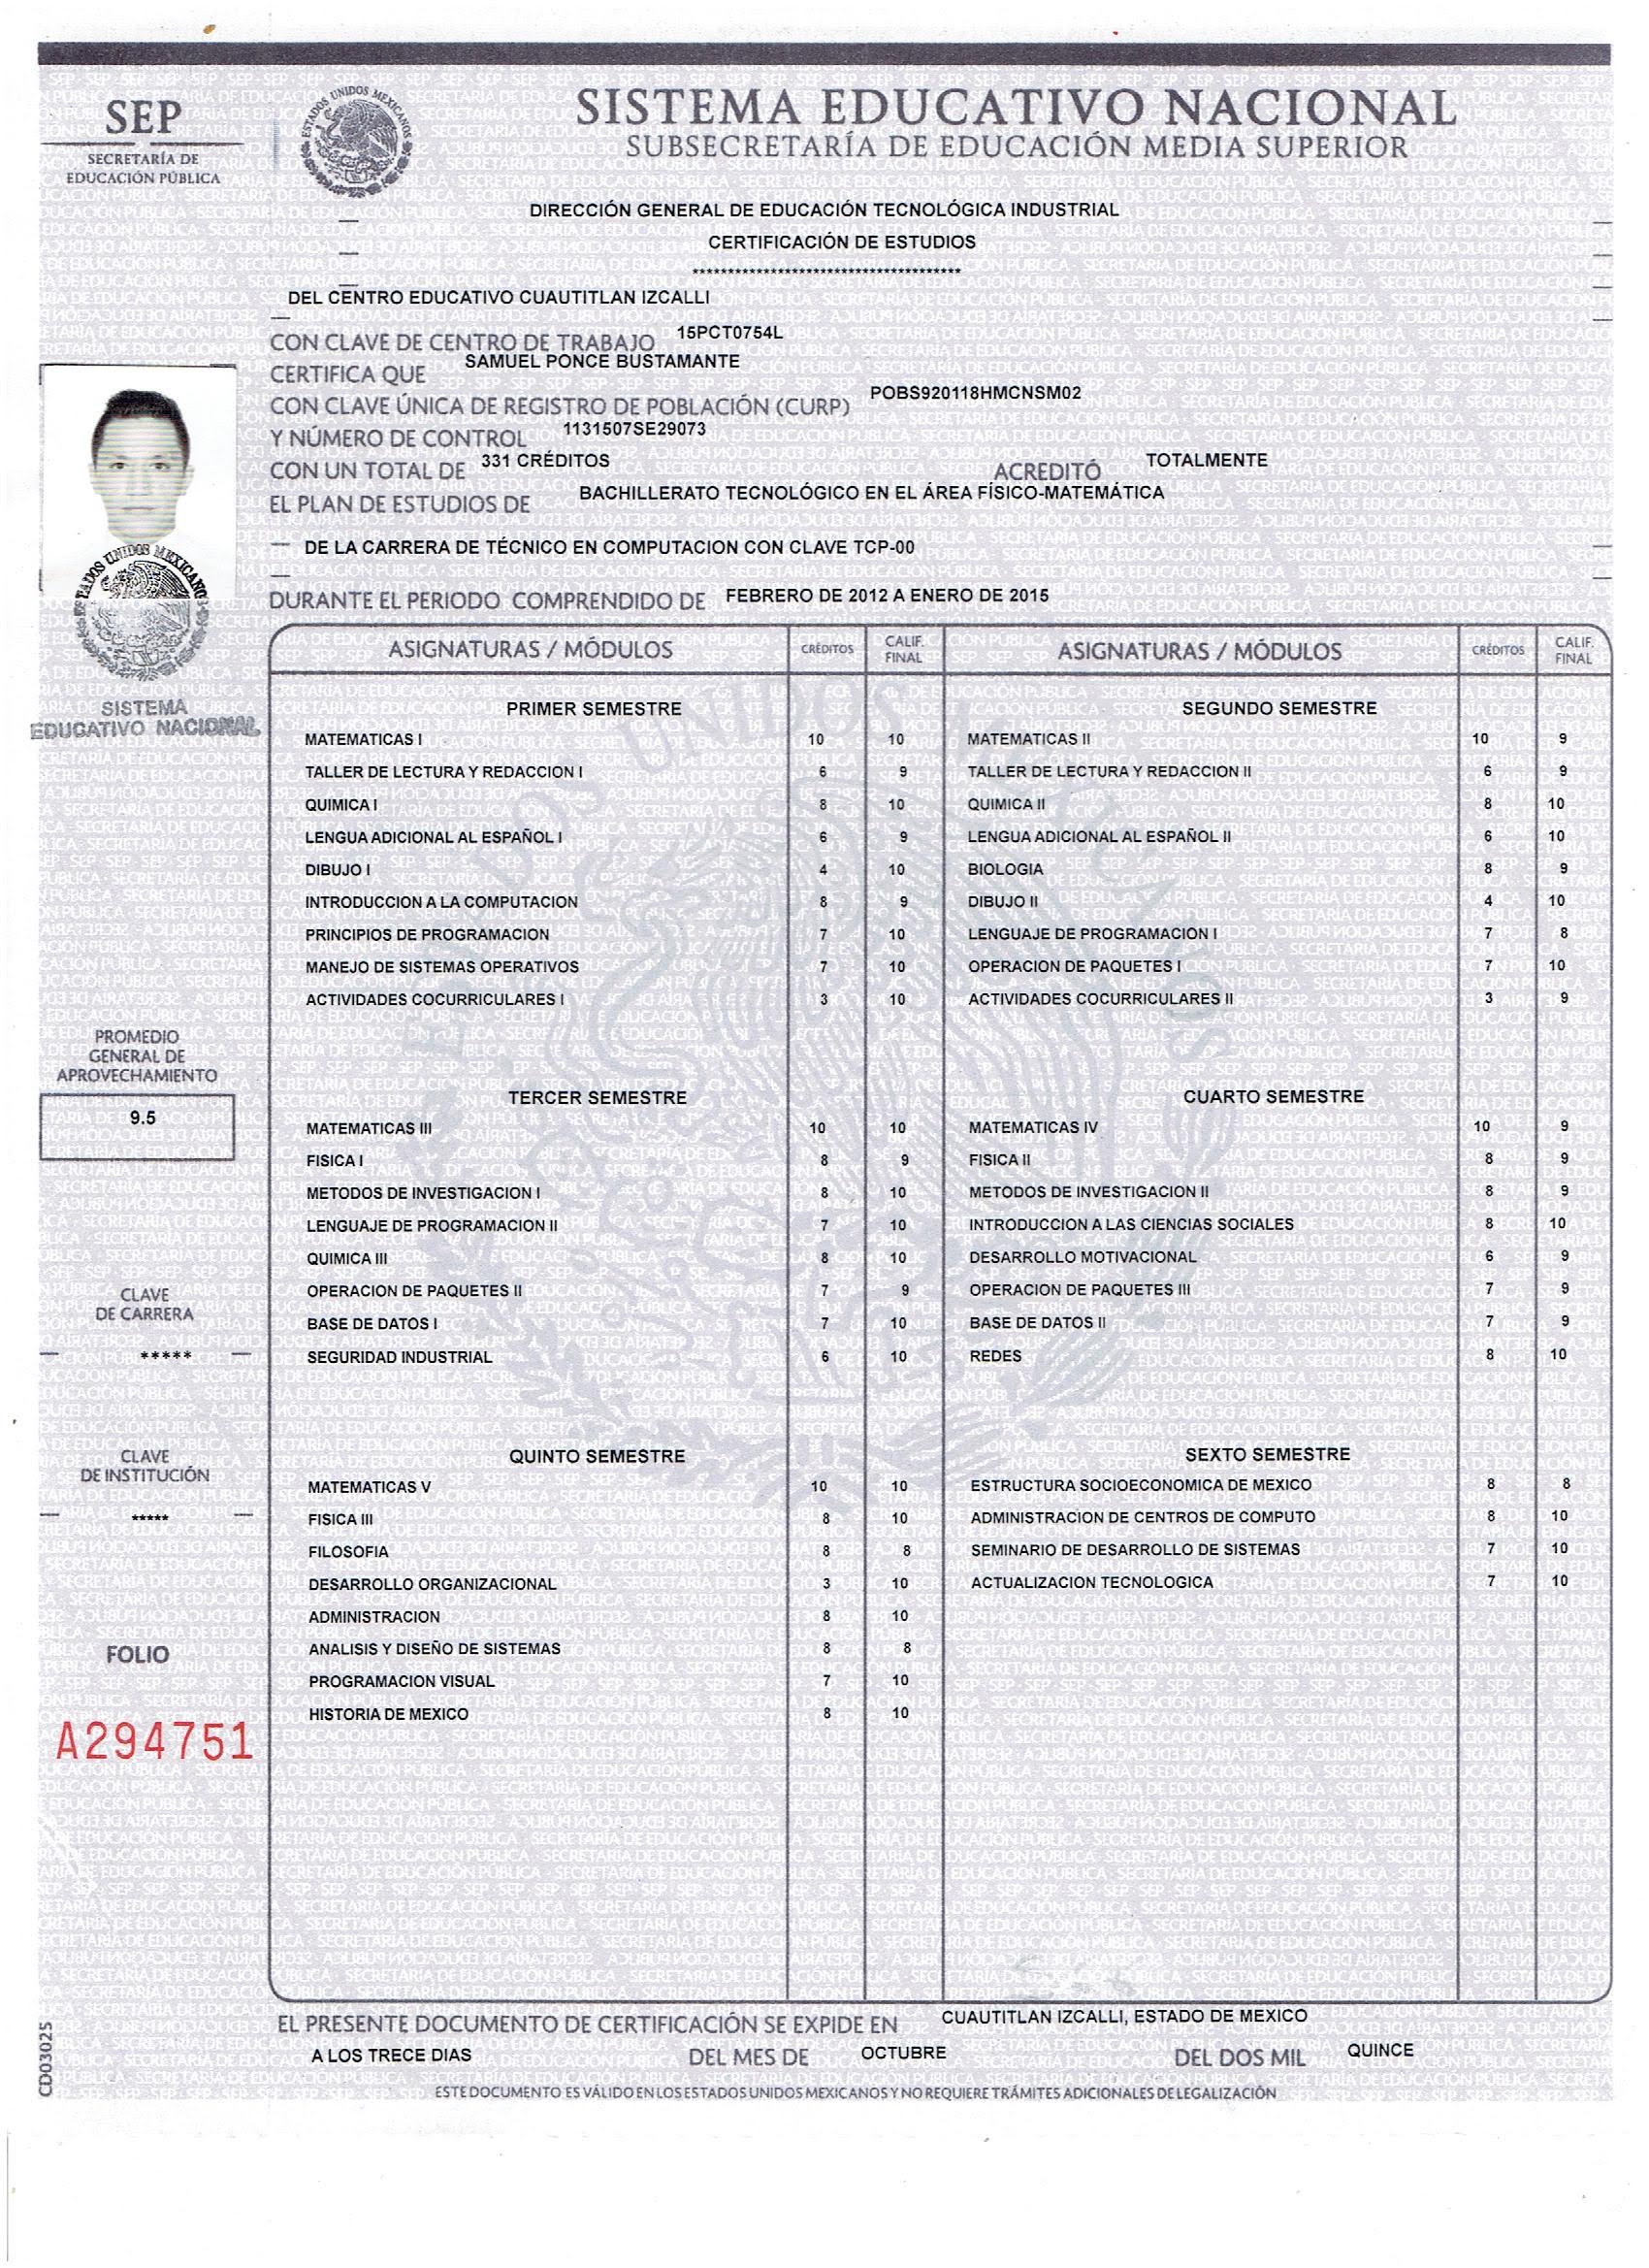 SEP
SECRETARÍA DE
EDUCACIÓN PÚBLICA
ESTADOS UNIDOS MEXICANOS
SISTEMA EDUCATIVO NACIONAL
SUBSECRETARÍA DE EDUCACIÓN MEDIA SUPERIOR
DIRECCIÓN GENERAL DE EDUCACIÓN TECNOLÓGICA INDUSTRIAL
CERTIFICACIÓN DE ESTUDIOS
**************************************
DEL CENTRO EDUCATIVO CUAUTITLAN IZCALLI
CON CLAVE DE CENTRO DE TRABAJO 15PCT0754L
CERTIFICA QUE SAMUEL PONCE BUSTAMANTE
CON CLAVE ÚNICA DE REGISTRO DE POBLACIÓN (CURP) POBS920118HMCNSM02
Y NÚMERO DE CONTROL 1131507SE29073
CON UN TOTAL DE 331 CRÉDITOS ACREDITÓ TOTALMENTE
EL PLAN DE ESTUDIOS DE BACHILLERATO TECNOLÓGICO EN EL ÁREA FÍSICO-MATEMÁTICA
DE LA CARRERA DE TÉCNICO EN COMPUTACION CON CLAVE TCP-00
DURANTE EL PERIODO COMPRENDIDO DE FEBRERO DE 2012 A ENERO DE 2015
SISTEMA
EDUCATIVO NACIONAL
PROMEDIO
GENERAL DE
APROVECHAMIENTO
9.5
CLAVE
DE CARRERA
*****
CLAVE
DE INSTITUCIÓN
*****
FOLIO
A294751
ASIGNATURAS / MÓDULOS CRÉDITOS CALIF. FINAL ASIGNATURAS / MÓDULOS CRÉDITOS CALIF. FINAL
PRIMER SEMESTRE SEGUNDO SEMESTRE
MATEMATICAS I 10 10 MATEMATICAS II 10 9
TALLER DE LECTURA Y REDACCION I 6 9 TALLER DE LECTURA Y REDACCION II 6 9
QUIMICA I 8 10 QUIMICA II 8 10
LENGUA ADICIONAL AL ESPAÑOL I 6 9 LENGUA ADICIONAL AL ESPAÑOL II 6 10
DIBUJO I 4 10 BIOLOGIA 8 9
INTRODUCCION A LA COMPUTACION 8 9 DIBUJO II 4 10
PRINCIPIOS DE PROGRAMACION 7 10 LENGUAJE DE PROGRAMACION I 7 8
MANEJO DE SISTEMAS OPERATIVOS 7 10 OPERACION DE PAQUETES I 7 10
ACTIVIDADES COCURRICULARES I 3 10 ACTIVIDADES COCURRICULARES II 3 9
TERCER SEMESTRE CUARTO SEMESTRE
MATEMATICAS III 10 10 MATEMATICAS IV 10 9
FISICA I 8 9 FISICA II 8 9
METODOS DE INVESTIGACION I 8 10 METODOS DE INVESTIGACION II 8 9
LENGUAJE DE PROGRAMACION II 7 10 INTRODUCCION A LAS CIENCIAS SOCIALES 8 10
QUIMICA III 8 10 DESARROLLO MOTIVACIONAL 6 9
OPERACION DE PAQUETES II 7 9 OPERACION DE PAQUETES III 7 9
BASE DE DATOS I 7 10 BASE DE DATOS II 7 9
SEGURIDAD INDUSTRIAL 6 10 REDES 8 10
QUINTO SEMESTRE SEXTO SEMESTRE
MATEMATICAS V 10 10 ESTRUCTURA SOCIOECONOMICA DE MEXICO 8 8
FISICA III 8 10 ADMINISTRACION DE CENTROS DE COMPUTO 8 10
FILOSOFIA 8 8 SEMINARIO DE DESARROLLO DE SISTEMAS 7 10
DESARROLLO ORGANIZACIONAL 3 10 ACTUALIZACION TECNOLOGICA 7 10
ADMINISTRACION 8 10
ANALISIS Y DISEÑO DE SISTEMAS 8 8
PROGRAMACION VISUAL 7 10
HISTORIA DE MEXICO 8 10
CD03025
EL PRESENTE DOCUMENTO DE CERTIFICACIÓN SE EXPIDE EN CUAUTITLAN IZCALLI, ESTADO DE MEXICO
A LOS TRECE DIAS DEL MES DE OCTUBRE DEL DOS MIL QUINCE
ESTE DOCUMENTO ES VÁLIDO EN LOS ESTADOS UNIDOS MEXICANOS Y NO REQUIERE TRÁMITES ADICIONALES DE LEGALIZACIÓN